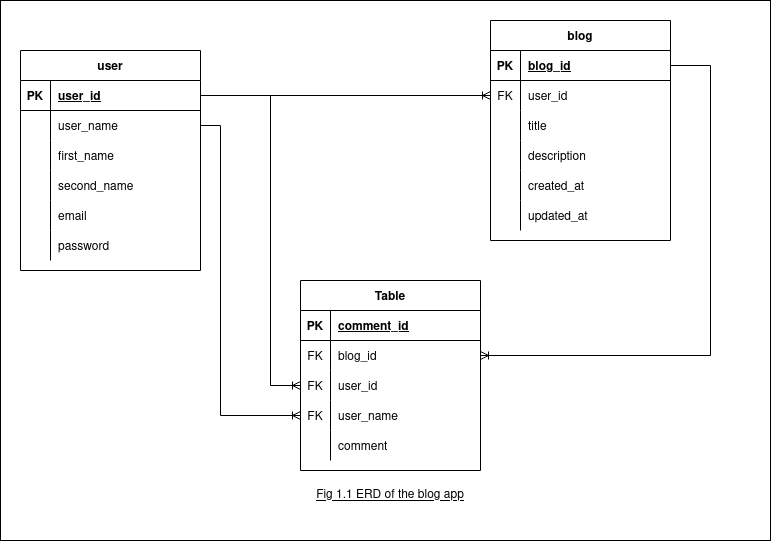 user
PK user_id
user_name
first_name
second_name
email
password
blog
PK blog_id
FK user_id
title
description
created_at
updated_at
Table
PK comment_id
FK blog_id
FK user_id
FK user_name
comment
Fig 1.1 ERD of the blog app